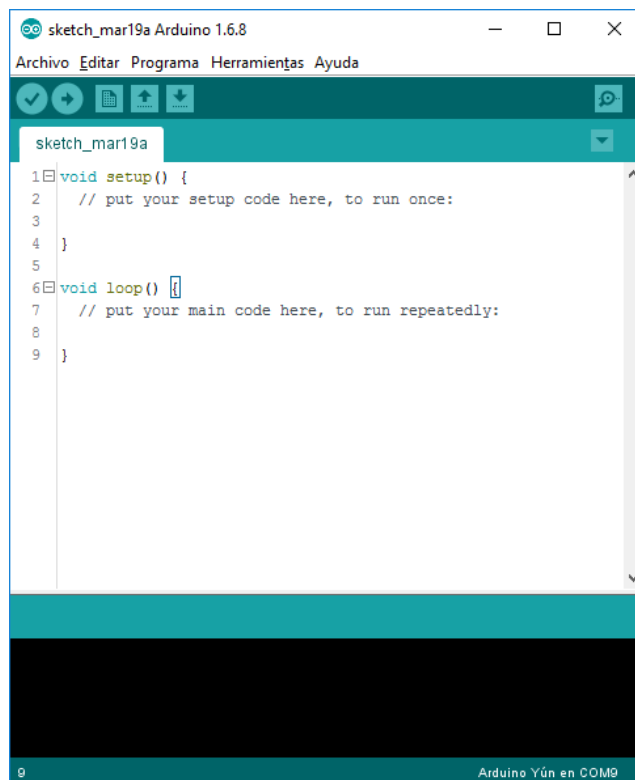 sketch_mar19a Arduino 1.6.8
Archivo Editar Programa Herramientas Ayuda
sketch_mar19a
1 void setup() {
2 // put your setup code here, to run once:
3
4 }
5
6 void loop() {
7 // put your main code here, to run repeatedly:
8
9 }
9 Arduino Yún en COM9